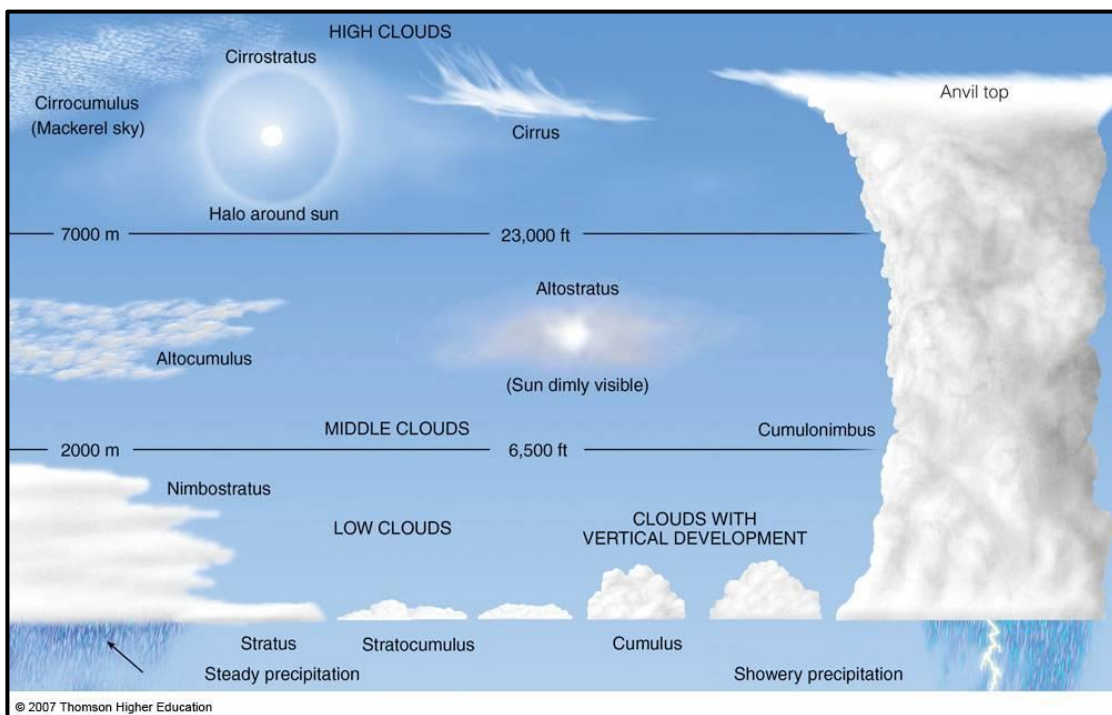 HIGH CLOUDS
Cirrostratus
Cirrocumulus
(Mackerel sky)
Cirrus
Anvil top
Halo around sun
7000 m
23,000 ft
Altostratus
Altocumulus
(Sun dimly visible)
MIDDLE CLOUDS
Cumulonimbus
2000 m
6,500 ft
Nimbostratus
LOW CLOUDS
CLOUDS WITH
VERTICAL DEVELOPMENT
Stratus
Stratocumulus
Cumulus
Steady precipitation
Showery precipitation
© 2007 Thomson Higher Education